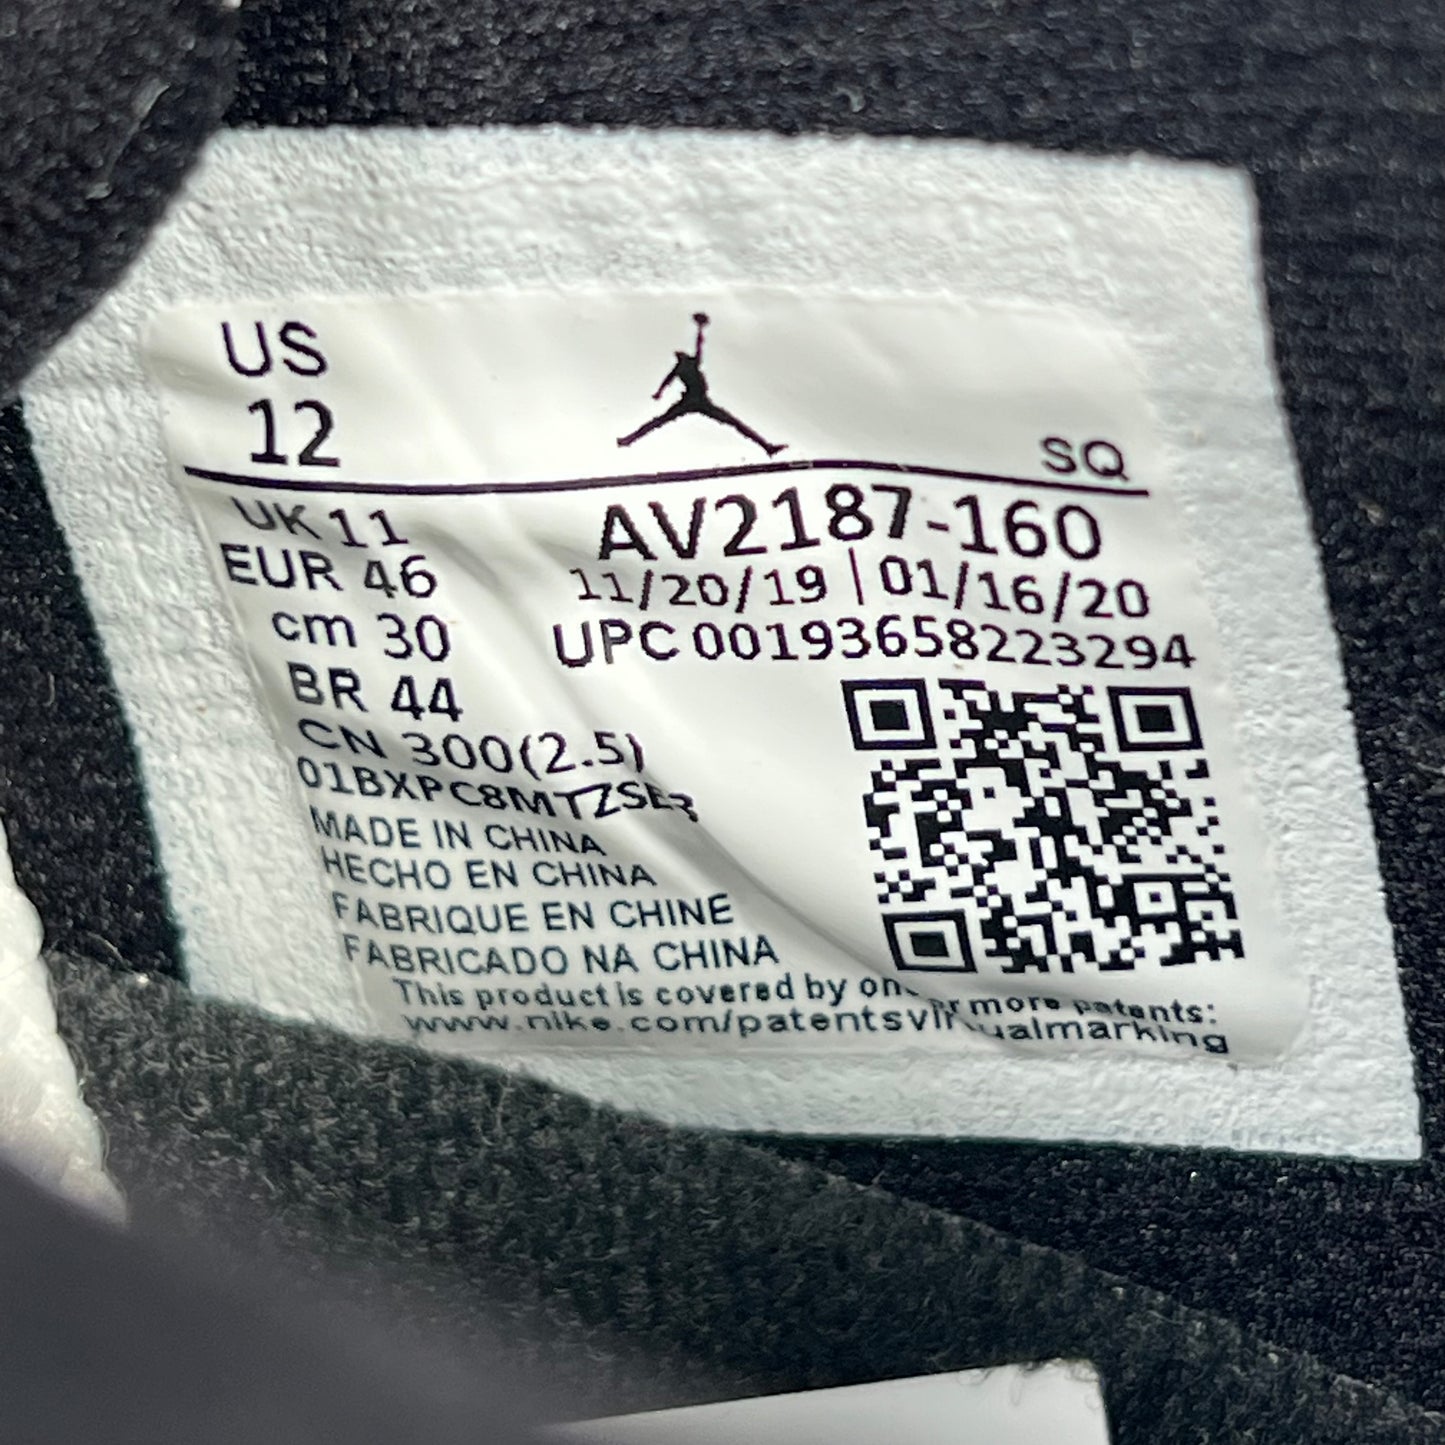 US
12
SQ
UK 11
EUR 46
cm 30
BR 44
CN 300(2.5)
AV2187-160
11/20/19 | 01/16/20
UPC 00193658223294
MADE IN CHINA
HECHO EN CHINA
FABRIQUE EN CHINE
FABRICADO NA CHINA
This product is covered by one or more patents:
www.nike.com/patentsvirtualmarking